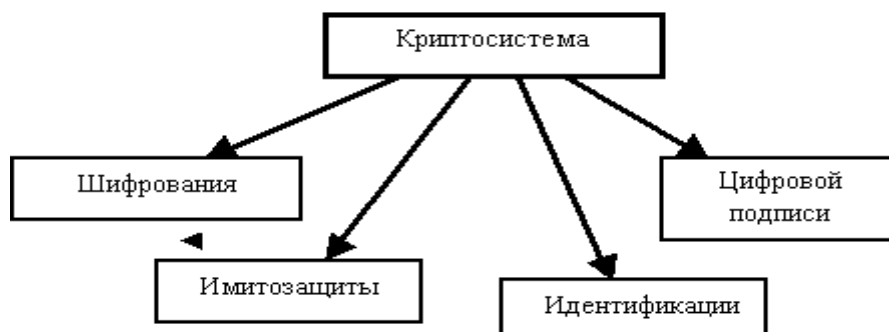 Криптосистема
Шифрования
Цифровой
подписи
Имитозащиты
Идентификации